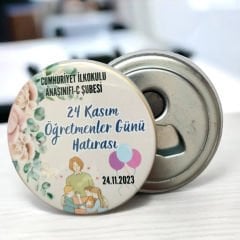 CUMHURİYET İLKOKULU
ANASINIFI-C ŞUBESİ
24 Kasım
Öğretmenler Günü
Hatırası
24.11.2023